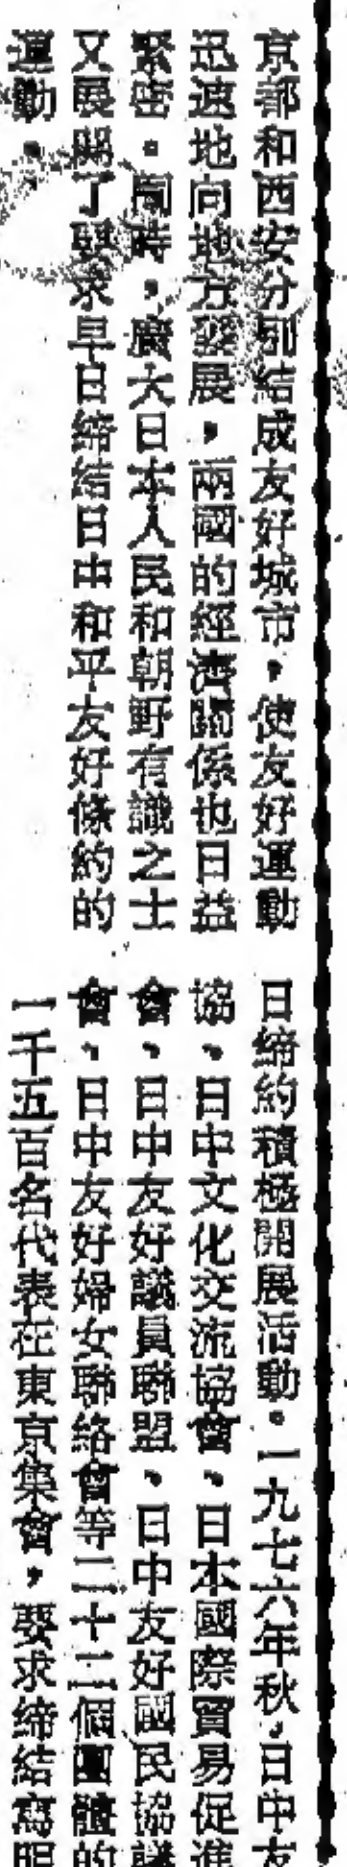 京都和西安分別結成友好城市，使友好運動
迅速地向地方發展，兩國的經濟關係也日益
緊密。同時，廣大日本人民和朝野有識之士
又展開了要求早日締結日中和平友好條約的
運動。
日締約積極開展活動。一九七六年秋，日中友
協、日中文化交流協會、日本國際貿易促進
會、日中友好議員聯盟、日中友好國民協議
會、日中友好婦女聯絡會等二十二個團體的
一千五百名代表在東京集會，要求締結寫明